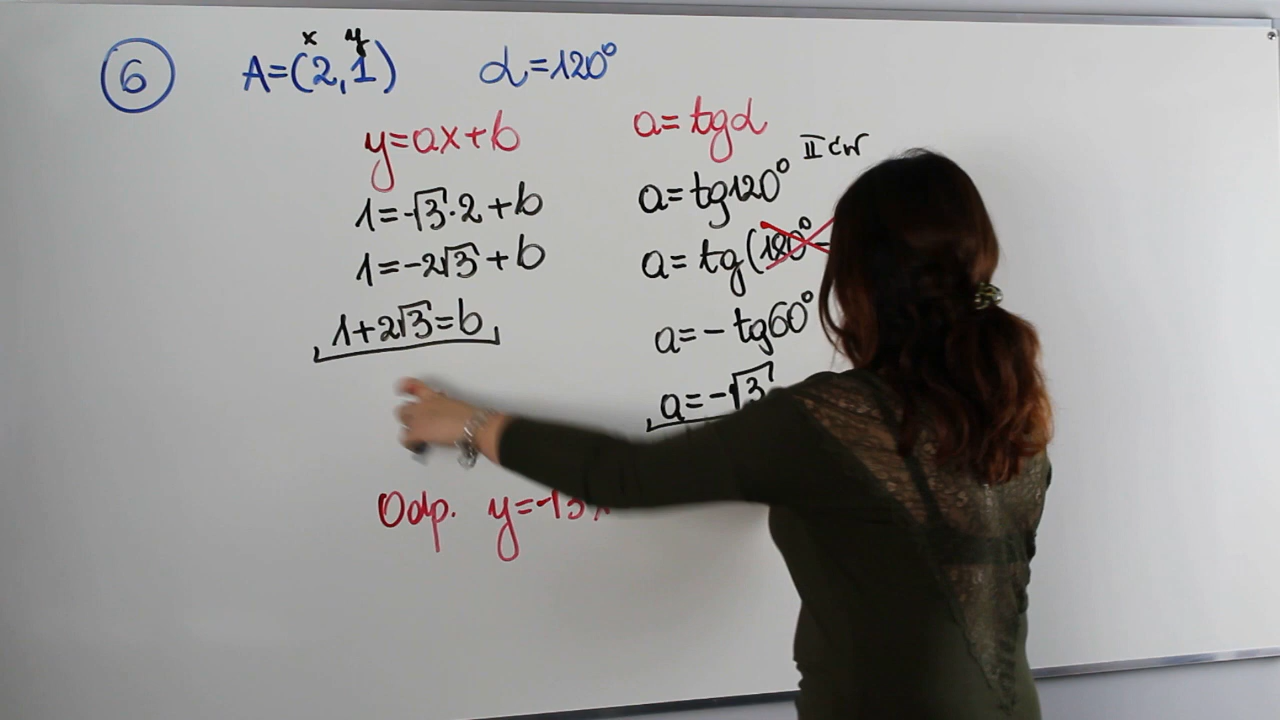 6 A=(2,1) α=120°
x y
y=ax+b
1=-√3·2+b
1=-2√3+b
1+2√3=b
a=tgα
a=tg120° II ćw
a=tg(180°-
a=-tg60°
a=-√3
Odp. y=-√3x